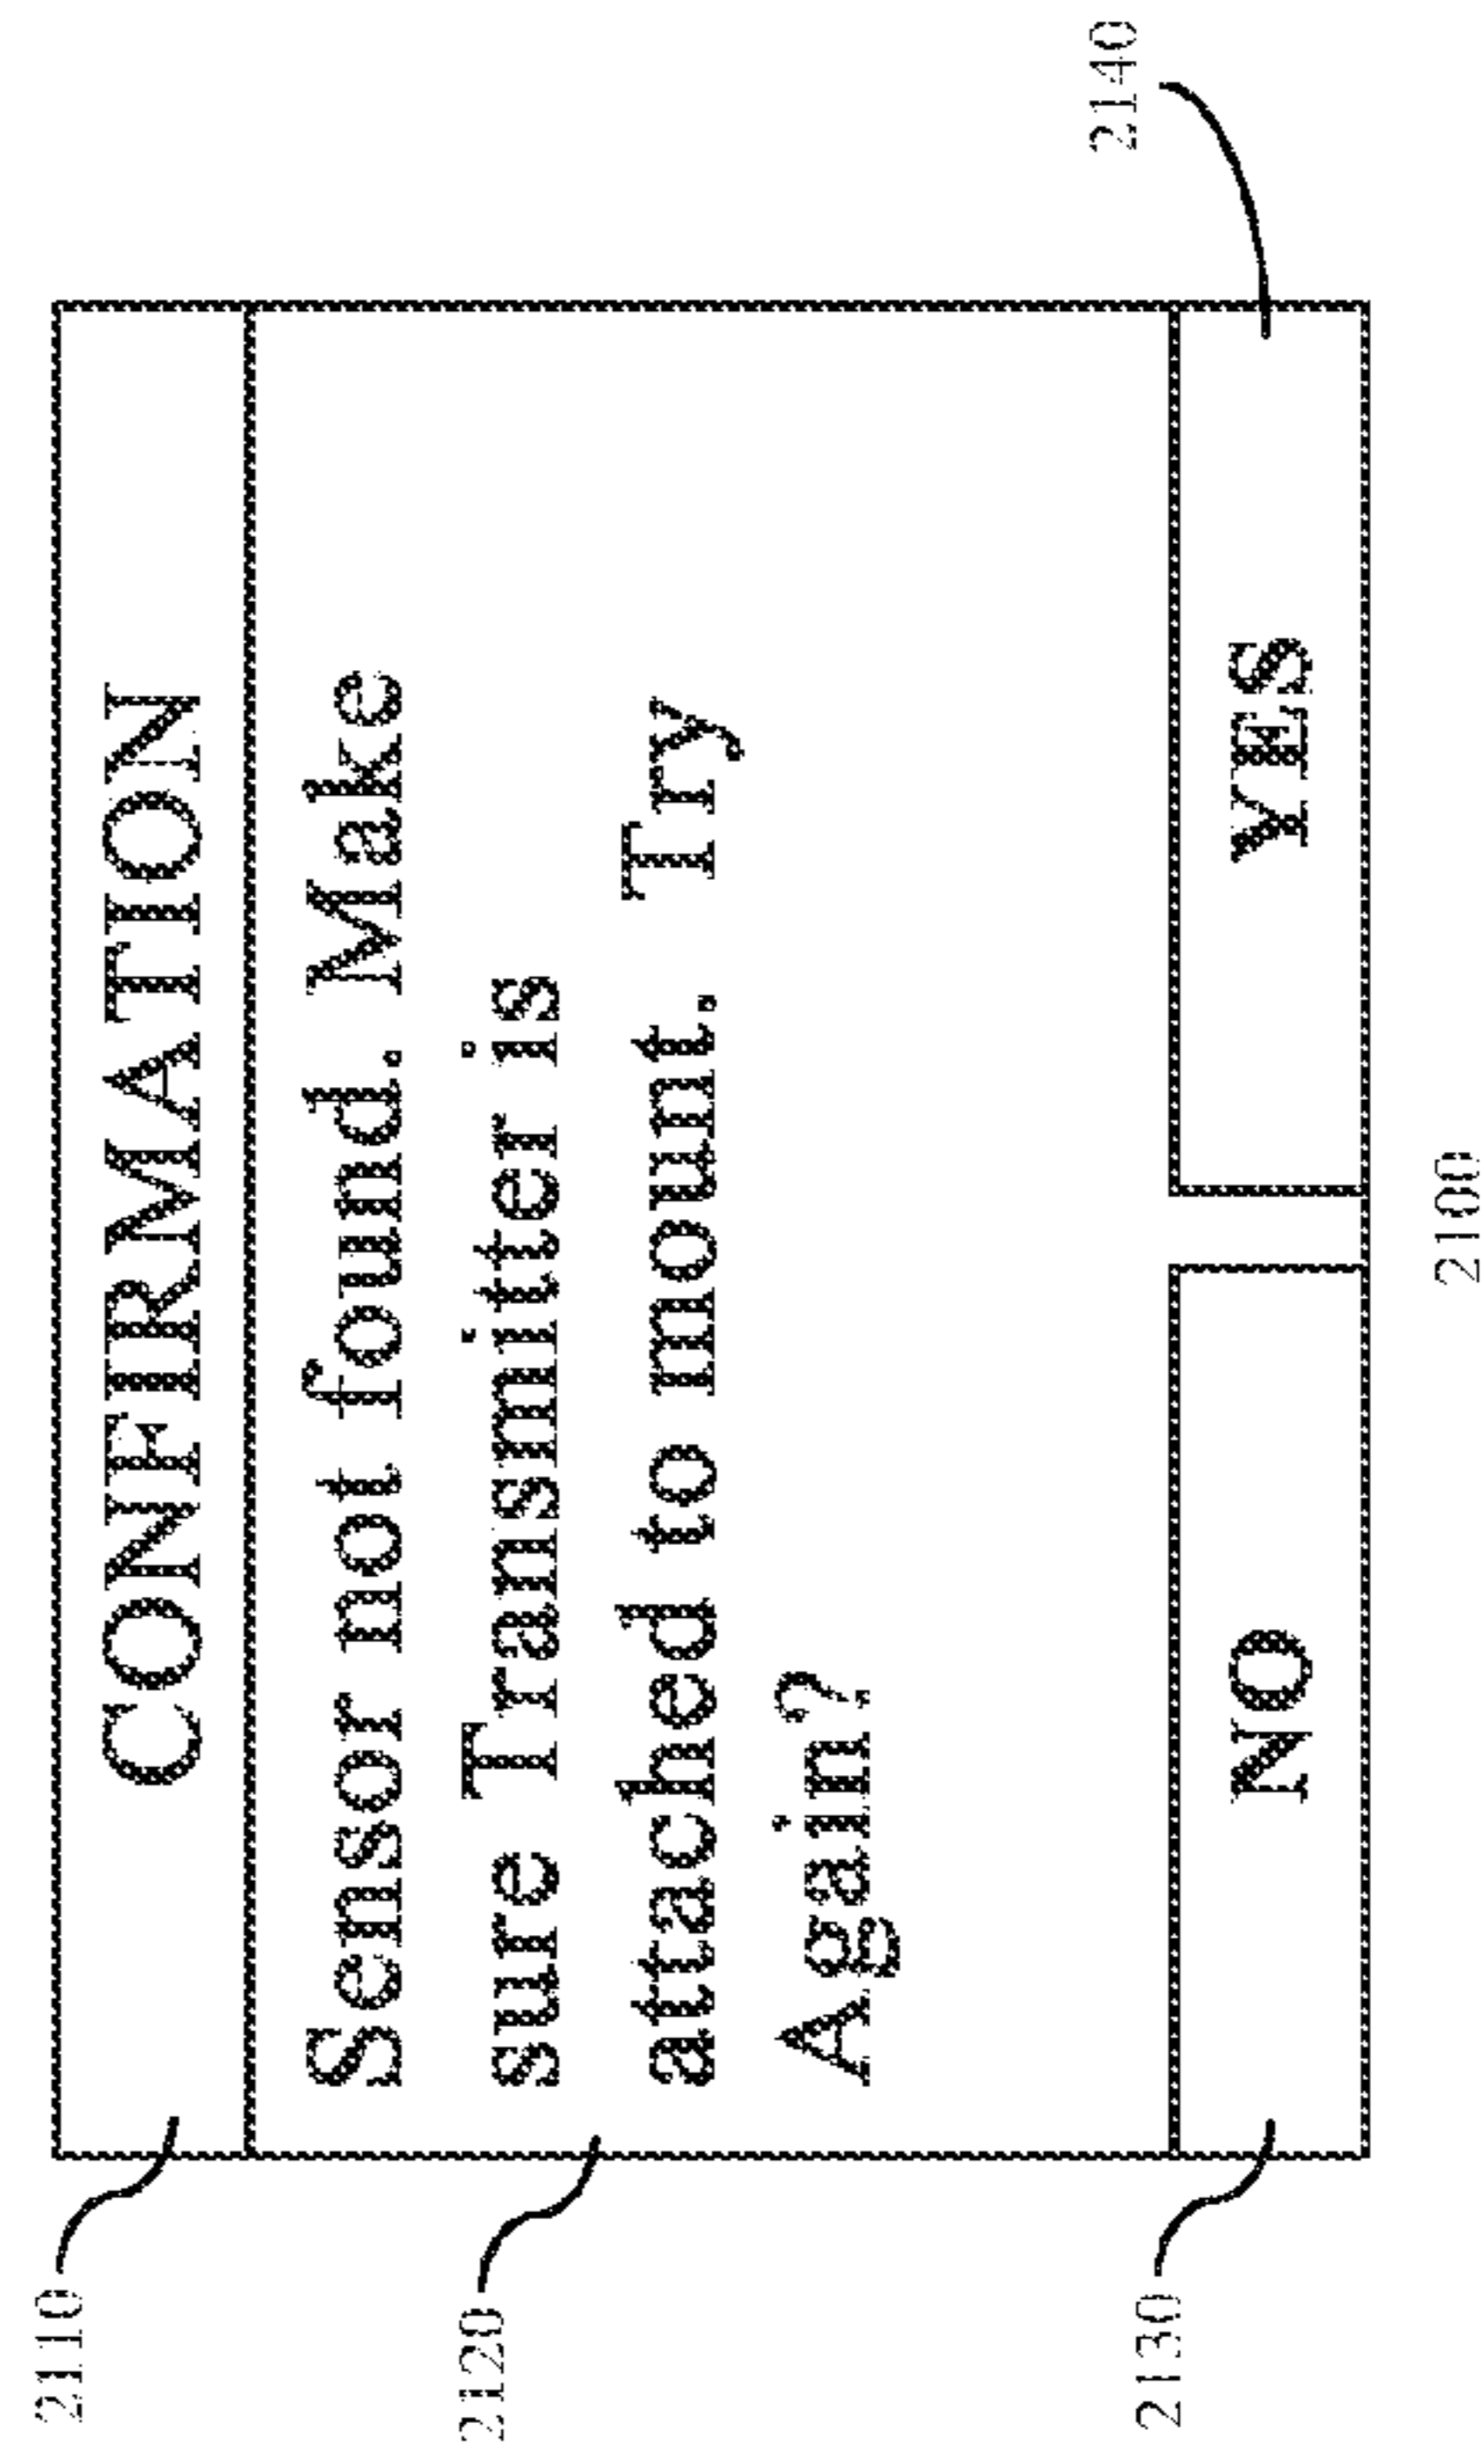 2110
CONFIRMATION
2120
Sensor not found. Make
sure Transmitter is
attached to mount. Try
Again?
2130
NO
YES
2140
2100